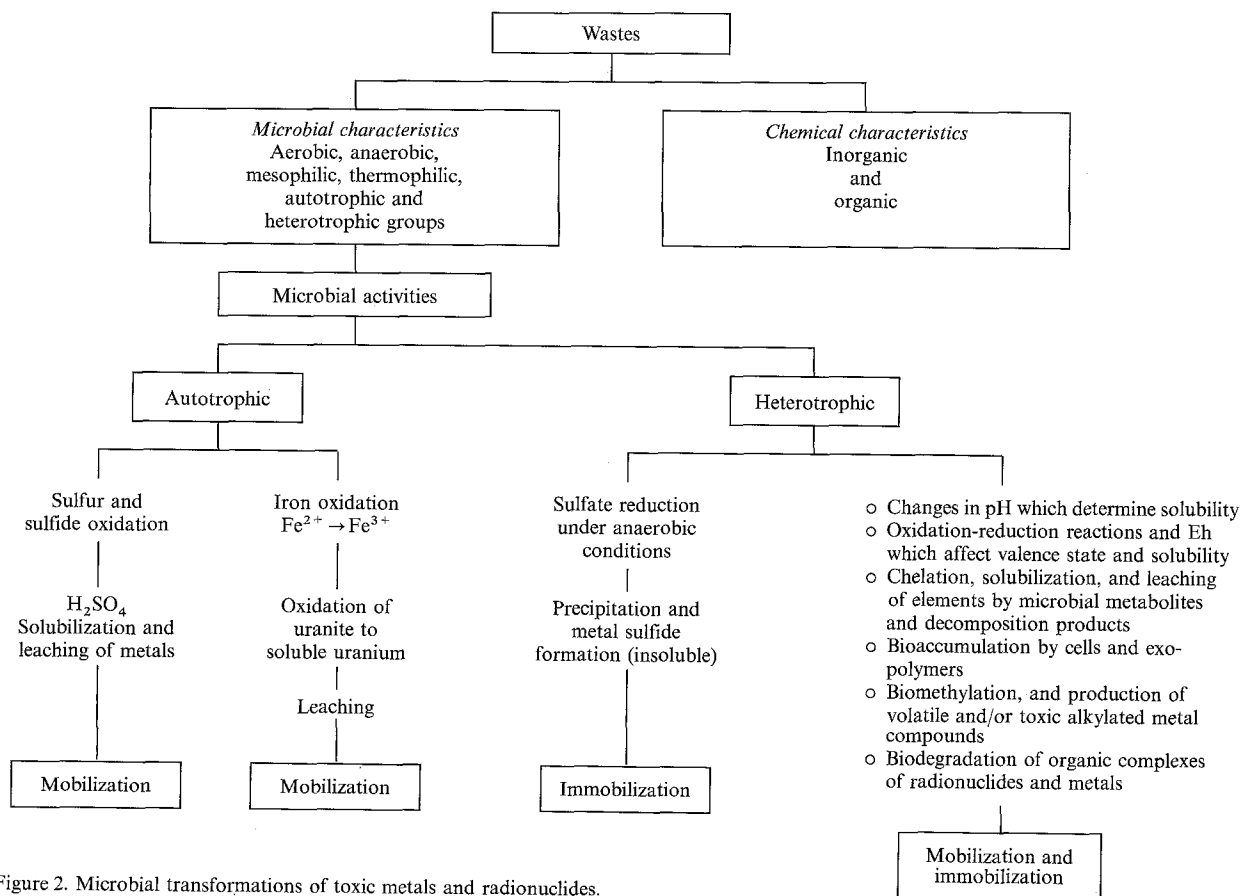 Wastes
Microbial characteristics
Aerobic, anaerobic,
mesophilic, thermophilic,
autotrophic and
heterotrophic groups
Chemical characteristics
Inorganic
and
organic
Microbial activities
Autotrophic
Heterotrophic
Sulfur and
sulfide oxidation
H₂SO₄
Solubilization and
leaching of metals
Mobilization
Iron oxidation
Fe²⁺ → Fe³⁺
Oxidation of
uranite to
soluble uranium
Leaching
Mobilization
Sulfate reduction
under anaerobic
conditions
Precipitation and
metal sulfide
formation (insoluble)
Immobilization
o Changes in pH which determine solubility
o Oxidation-reduction reactions and Eh
which affect valence state and solubility
o Chelation, solubilization, and leaching
of elements by microbial metabolites
and decomposition products
o Bioaccumulation by cells and exo-
polymers
o Biomethylation, and production of
volatile and/or toxic alkylated metal
compounds
o Biodegradation of organic complexes
of radionuclides and metals
Mobilization and
immobilization
Figure 2. Microbial transformations of toxic metals and radionuclides.